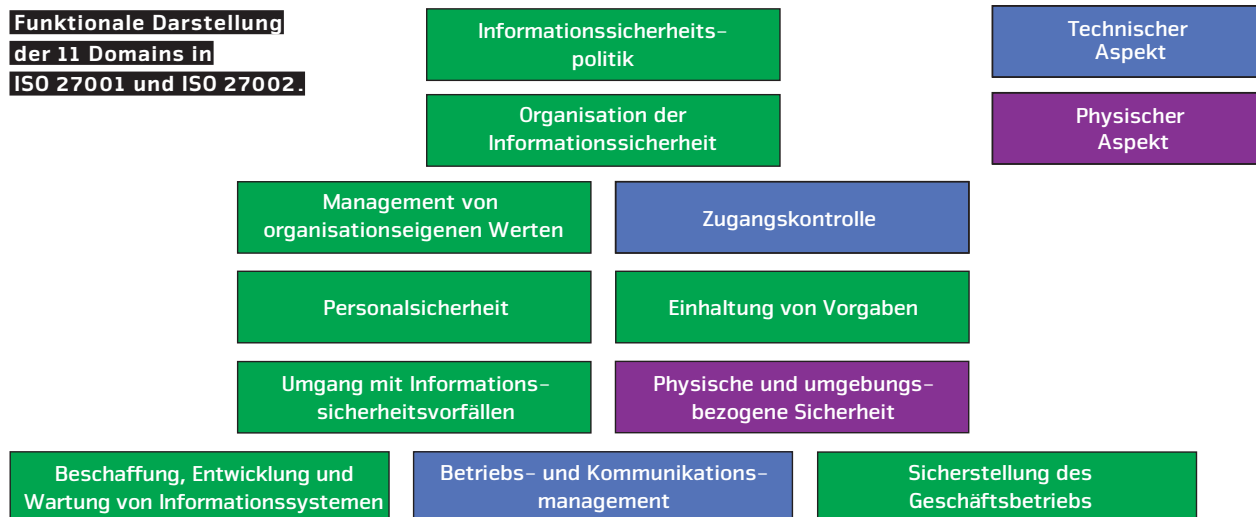 Funktionale Darstellung
der 11 Domains in
ISO 27001 und ISO 27002.
Informationssicherheits-
politik
Technischer
Aspekt
Organisation der
Informationssicherheit
Physischer
Aspekt
Management von
organisationseigenen Werten
Zugangskontrolle
Personalsicherheit
Einhaltung von Vorgaben
Umgang mit Informations-
sicherheitsvorfällen
Physische und umgebungs-
bezogene Sicherheit
Beschaffung, Entwicklung und
Wartung von Informationssystemen
Betriebs- und Kommunikations-
management
Sicherstellung des
Geschäftsbetriebs